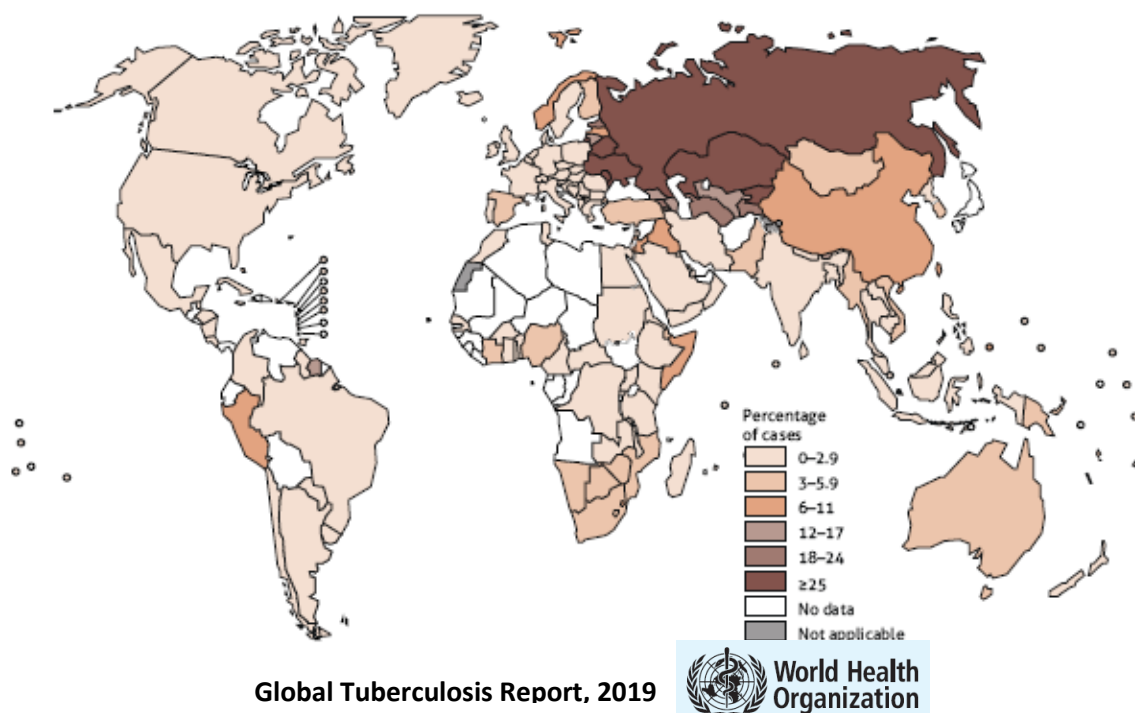 Percentage
of cases
0–2.9
3–5.9
6–11
12–17
18–24
≥25
No data
Not applicable
Global Tuberculosis Report, 2019
World Health
Organization